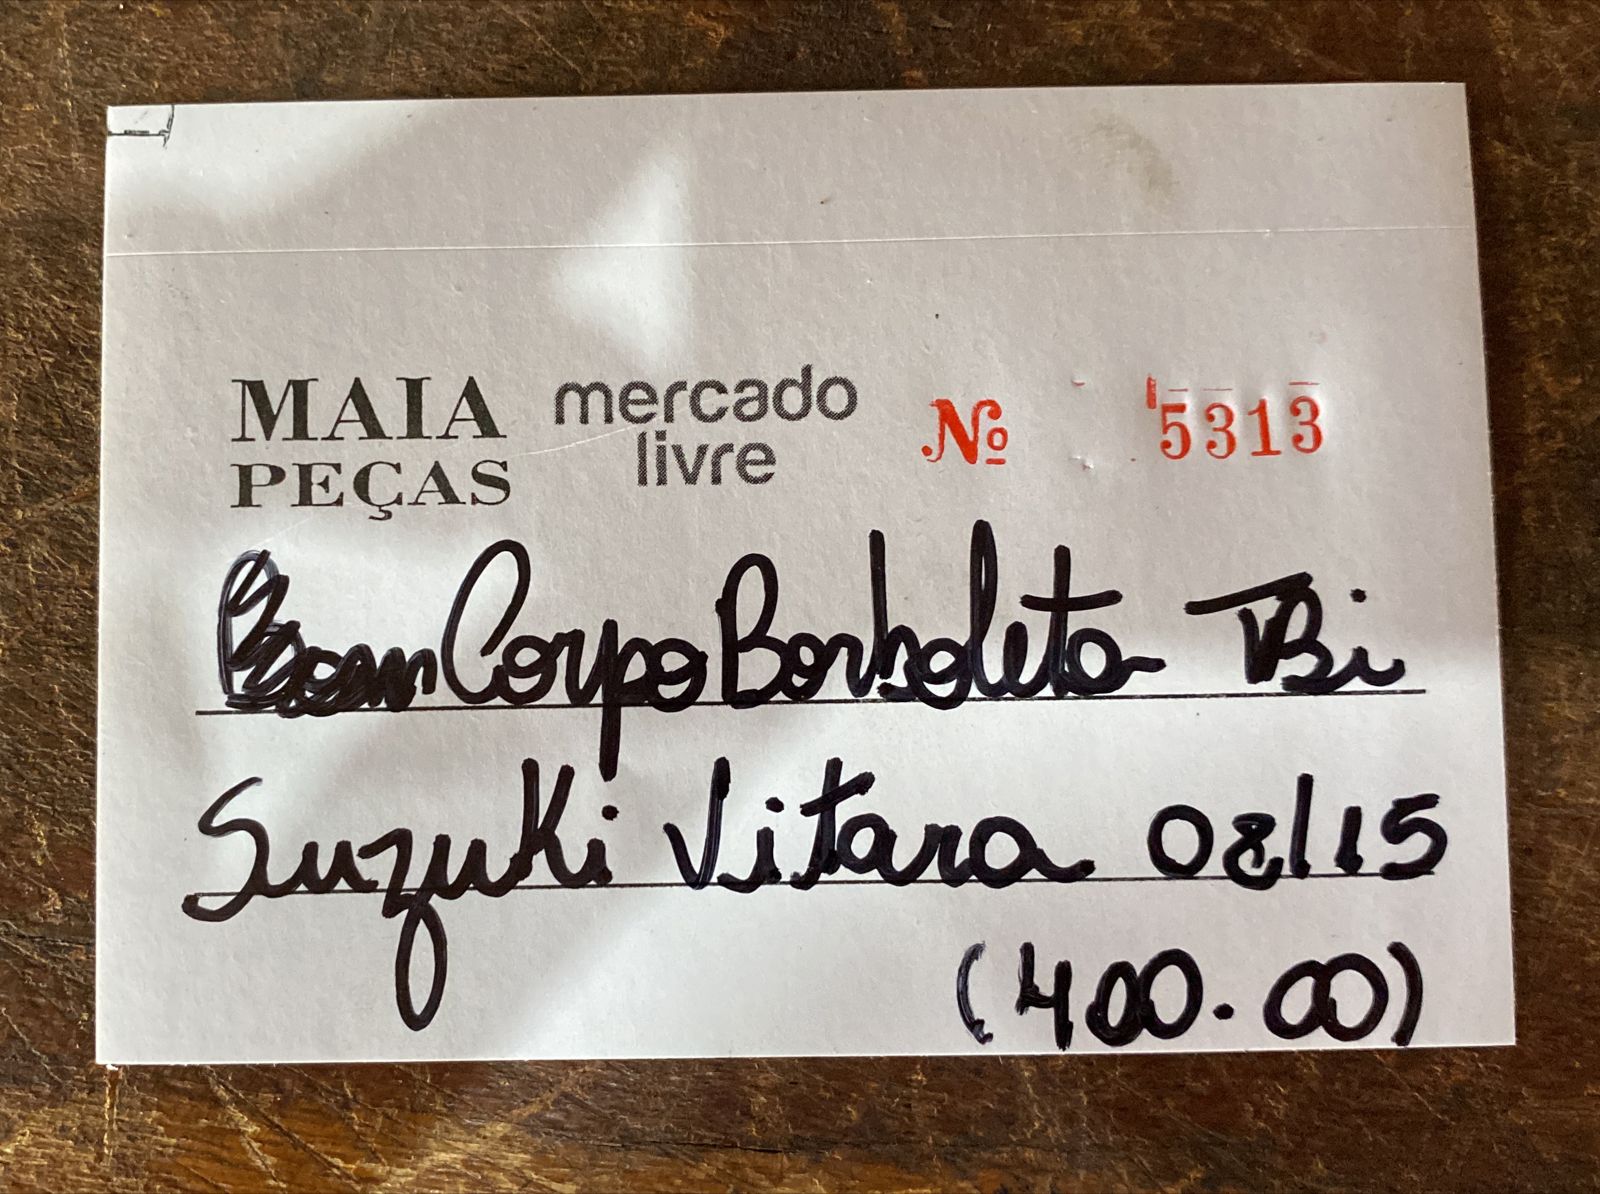 MAIA PEÇAS mercado livre Nº 5313
Corpo Borboleta TBi
Suzuki Vitara 08/15
(400.00)